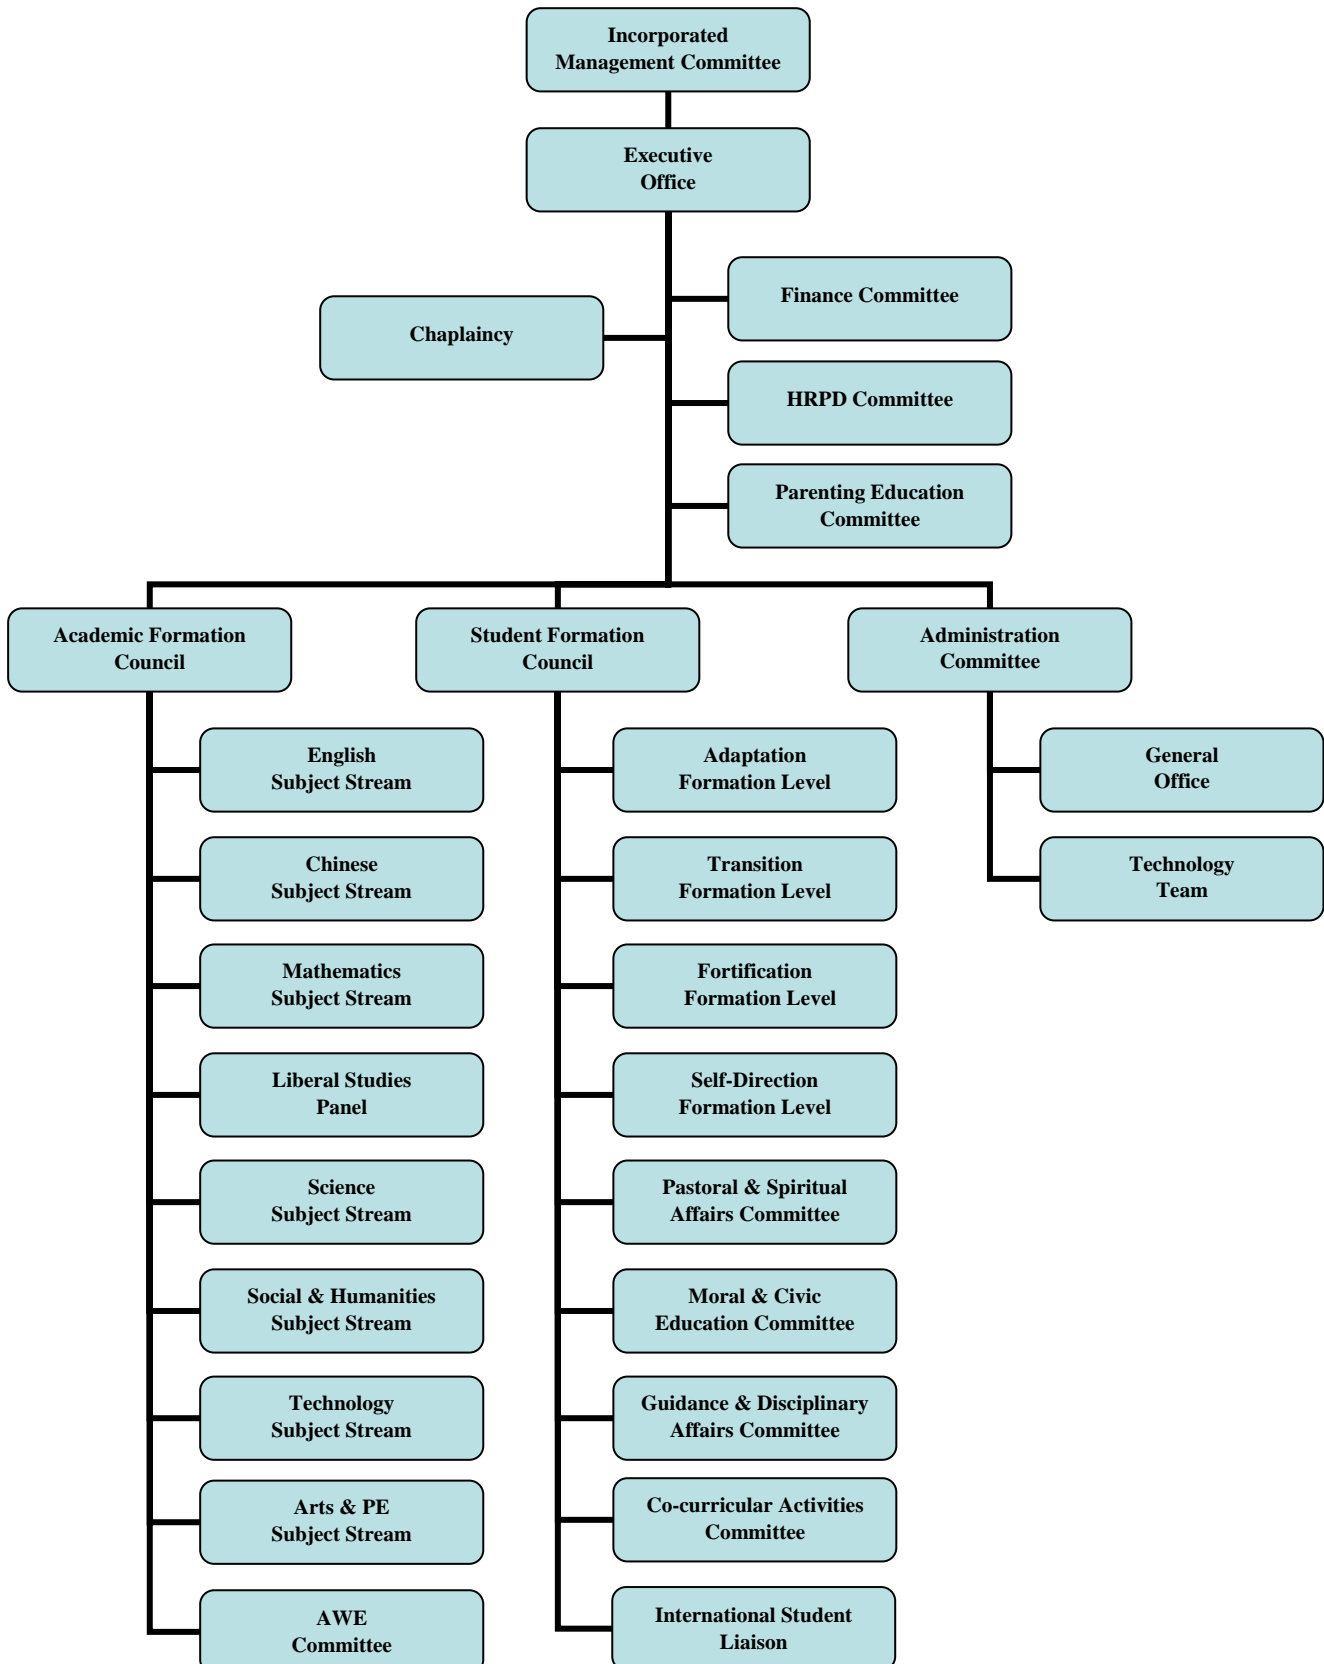 Incorporated
Management Committee
Executive
Office
Finance Committee
Chaplaincy
HRPD Committee
Parenting Education
Committee
Academic Formation
Council
Student Formation
Council
Administration
Committee
English
Subject Stream
Chinese
Subject Stream
Mathematics
Subject Stream
Liberal Studies
Panel
Science
Subject Stream
Social & Humanities
Subject Stream
Technology
Subject Stream
Arts & PE
Subject Stream
AWE
Committee
Adaptation
Formation Level
Transition
Formation Level
Fortification
Formation Level
Self-Direction
Formation Level
Pastoral & Spiritual
Affairs Committee
Moral & Civic
Education Committee
Guidance & Disciplinary
Affairs Committee
Co-curricular Activities
Committee
International Student
Liaison
General
Office
Technology
Team